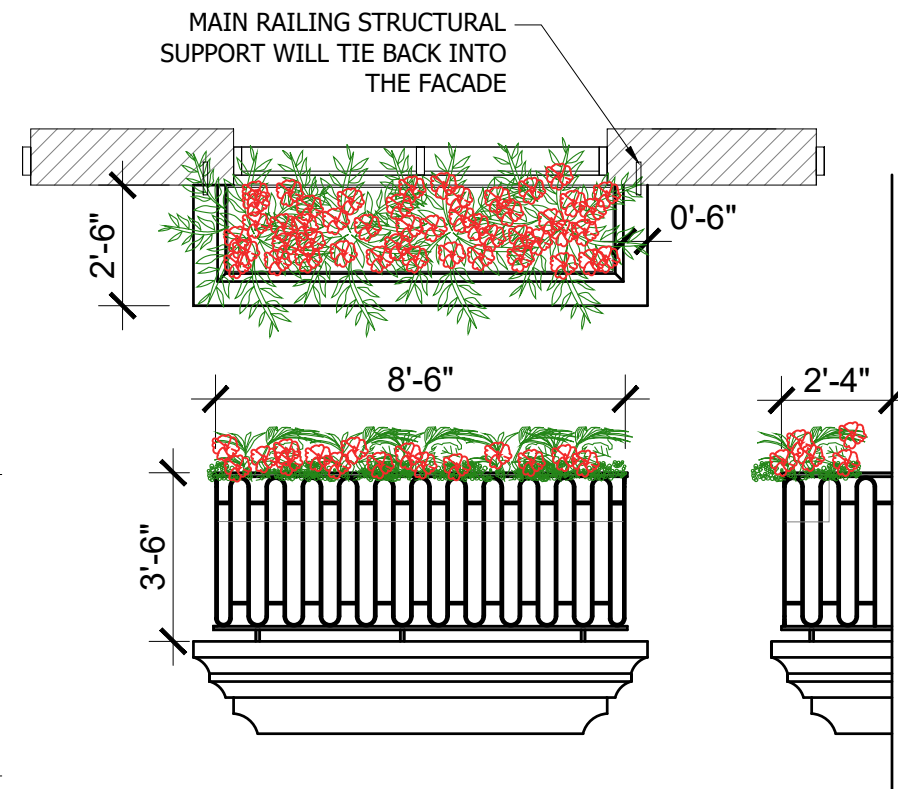 MAIN RAILING STRUCTURAL
SUPPORT WILL TIE BACK INTO
THE FACADE
0'-6"
2'-6"
8'-6"
2'-4"
3'-6"